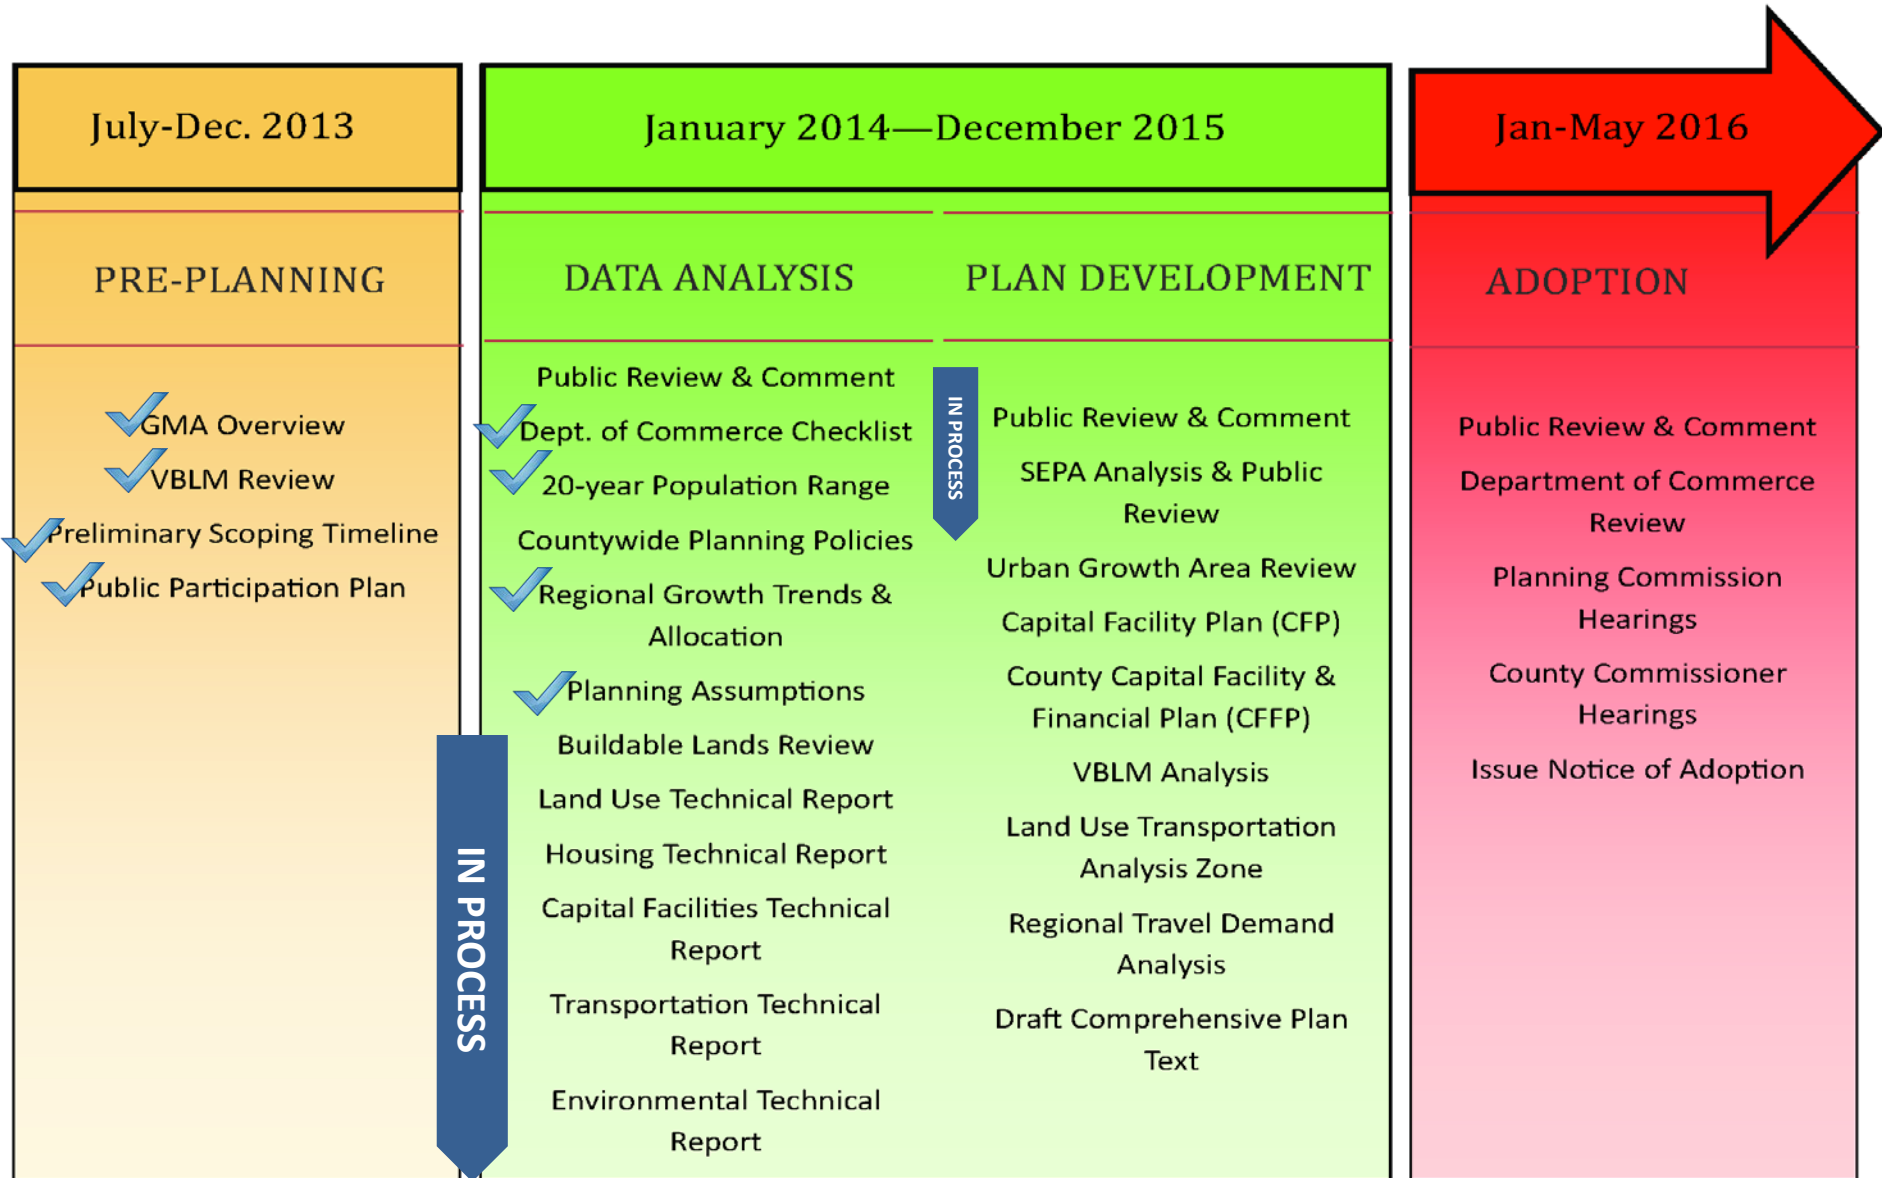 July-Dec. 2013
January 2014—December 2015
Jan-May 2016
PRE-PLANNING
GMA Overview
VBLM Review
Preliminary Scoping Timeline
Public Participation Plan
IN PROCESS
DATA ANALYSIS
Public Review & Comment
Dept. of Commerce Checklist
20-year Population Range
Countywide Planning Policies
Regional Growth Trends &
Allocation
Planning Assumptions
Buildable Lands Review
Land Use Technical Report
Housing Technical Report
Capital Facilities Technical
Report
Transportation Technical
Report
Environmental Technical
Report
IN PROCESS
PLAN DEVELOPMENT
Public Review & Comment
SEPA Analysis & Public
Review
Urban Growth Area Review
Capital Facility Plan (CFP)
County Capital Facility &
Financial Plan (CFFP)
VBLM Analysis
Land Use Transportation
Analysis Zone
Regional Travel Demand
Analysis
Draft Comprehensive Plan
Text
ADOPTION
Public Review & Comment
Department of Commerce
Review
Planning Commission
Hearings
County Commissioner
Hearings
Issue Notice of Adoption